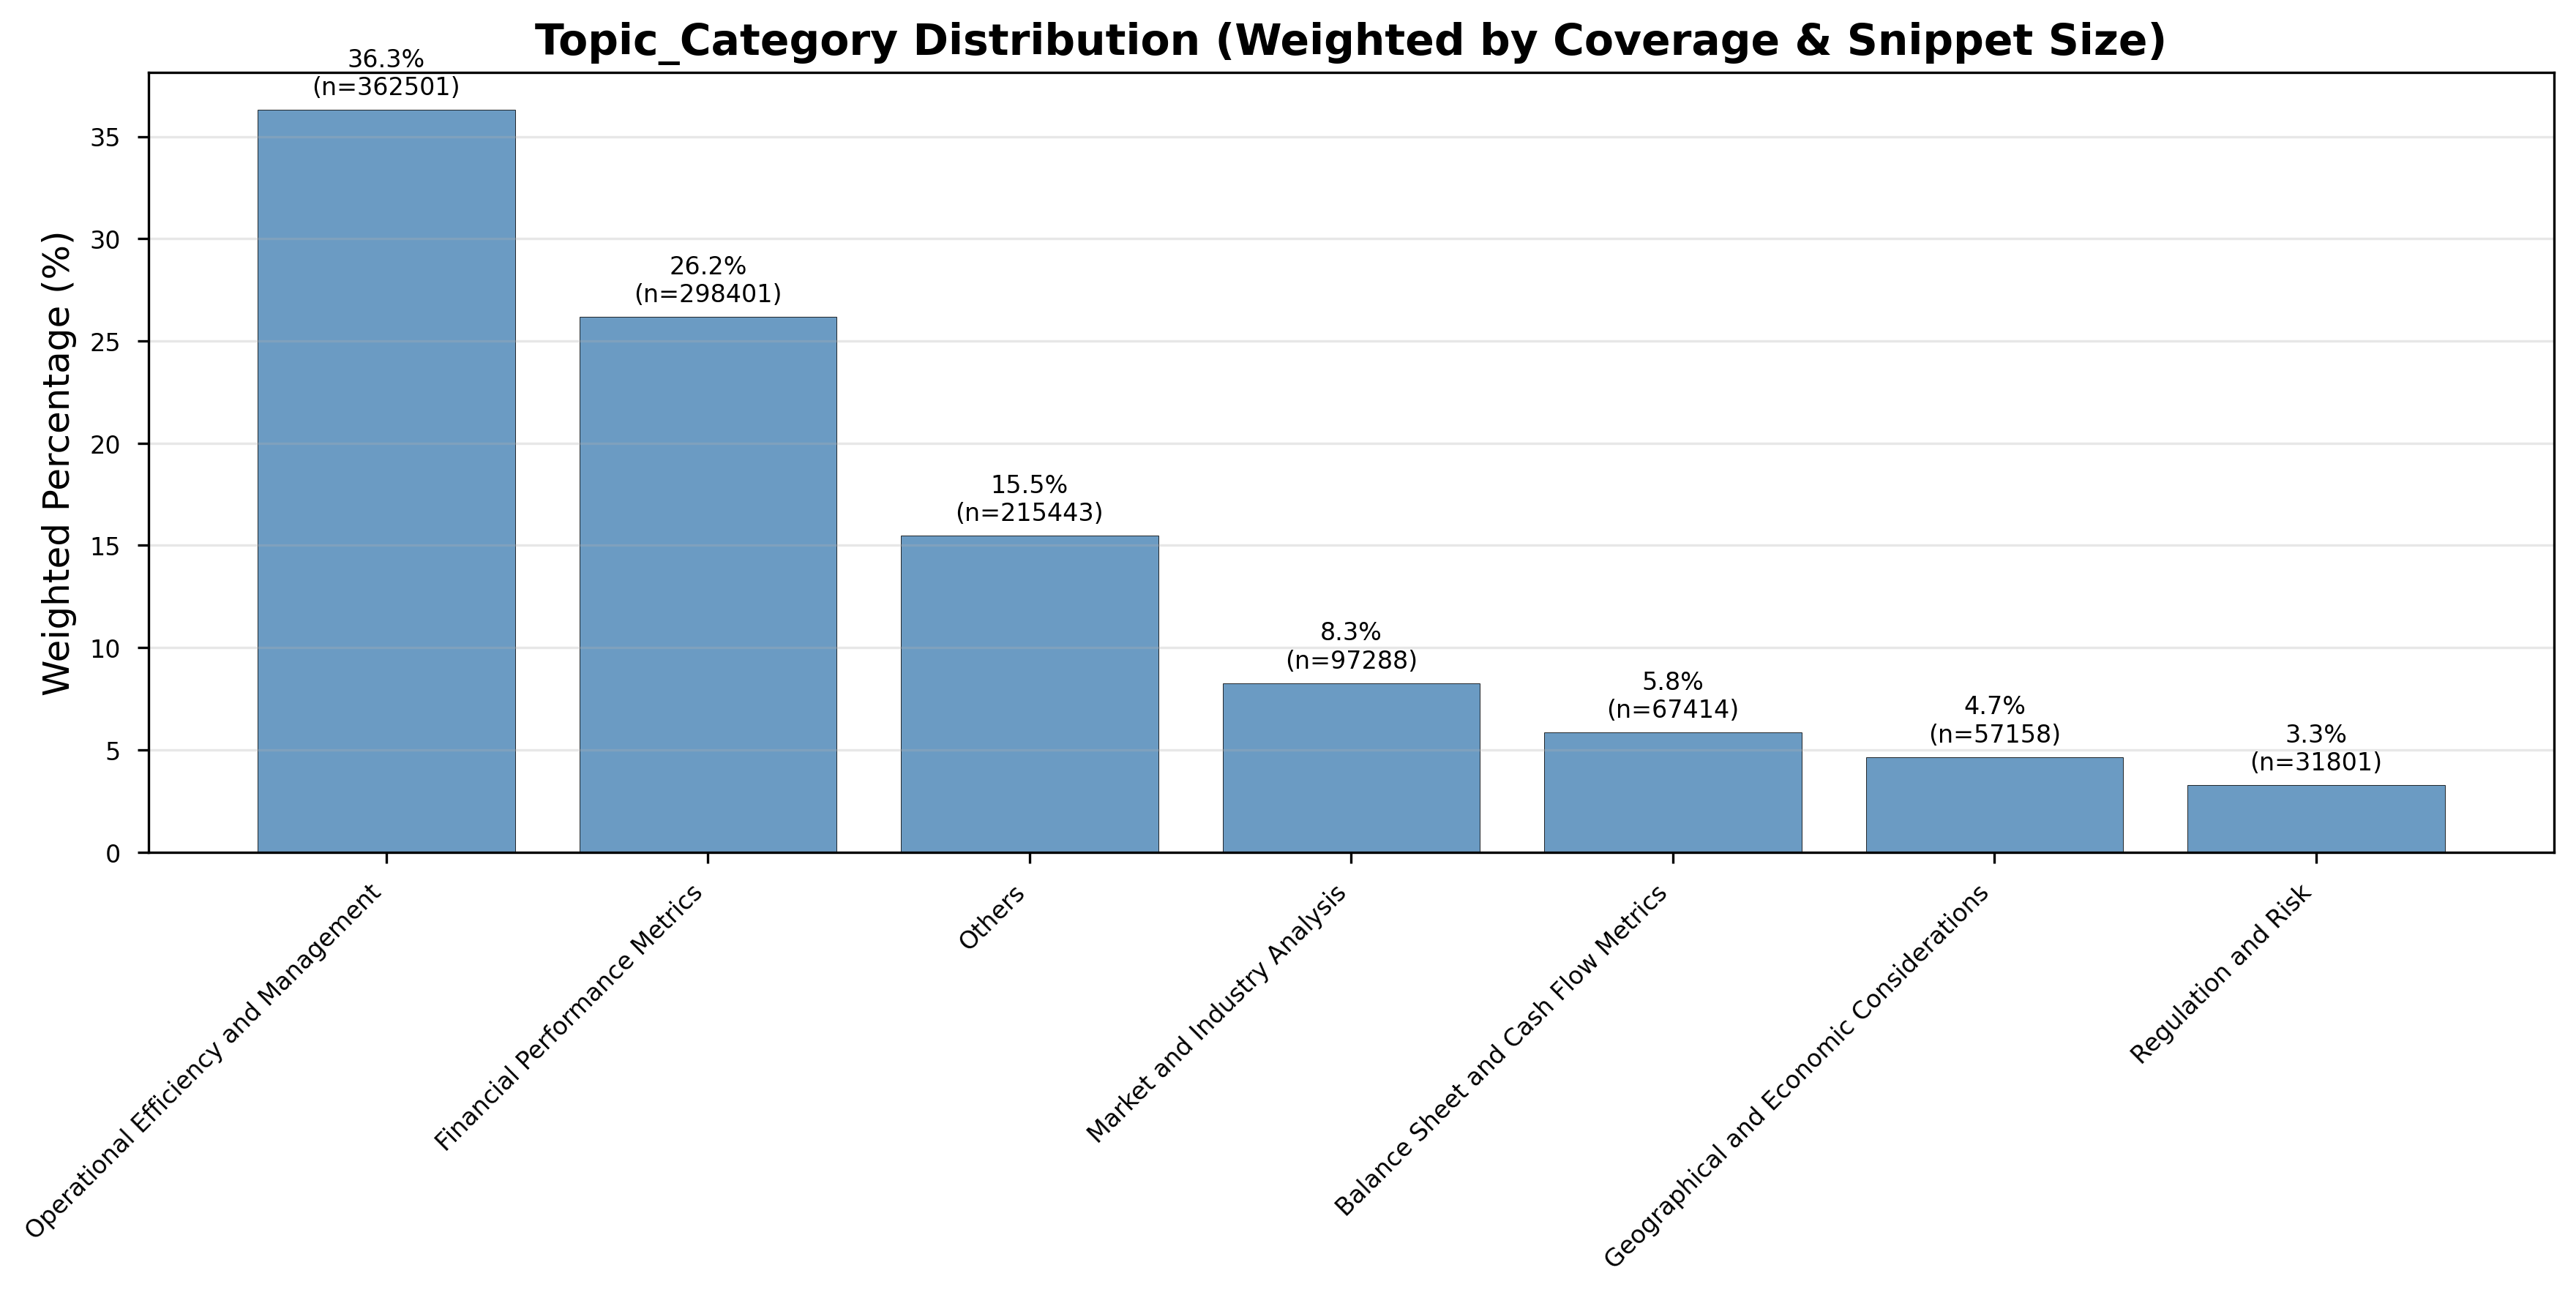 Topic_Category Distribution (Weighted by Coverage & Snippet Size)
Weighted Percentage (%)
35
30
25
20
15
10
5
0
36.3%
(n=362501)
26.2%
(n=298401)
15.5%
(n=215443)
8.3%
(n=97288)
5.8%
(n=67414)
4.7%
(n=57158)
3.3%
(n=31801)
Operational Efficiency and Management
Financial Performance Metrics
Others
Market and Industry Analysis
Balance Sheet and Cash Flow Metrics
Geographical and Economic Considerations
Regulation and Risk